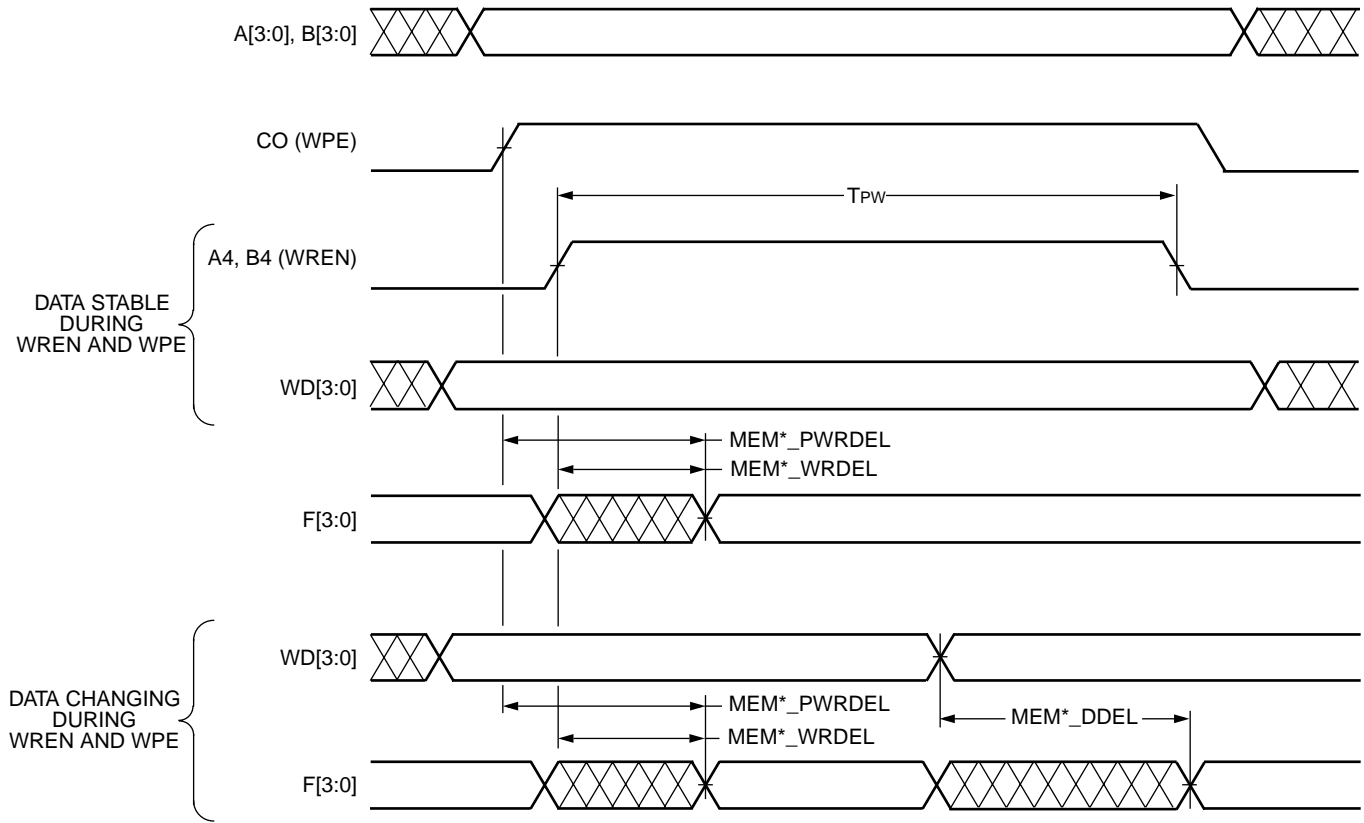 A[3:0], B[3:0]
CO (WPE)
TPW
A4, B4 (WREN)
DATA STABLE
DURING
WREN AND WPE
WD[3:0]
MEM*_PWRDEL
MEM*_WRDEL
F[3:0]
WD[3:0]
DATA CHANGING
DURING
WREN AND WPE
MEM*_PWRDEL
MEM*_DDEL
MEM*_WRDEL
F[3:0]